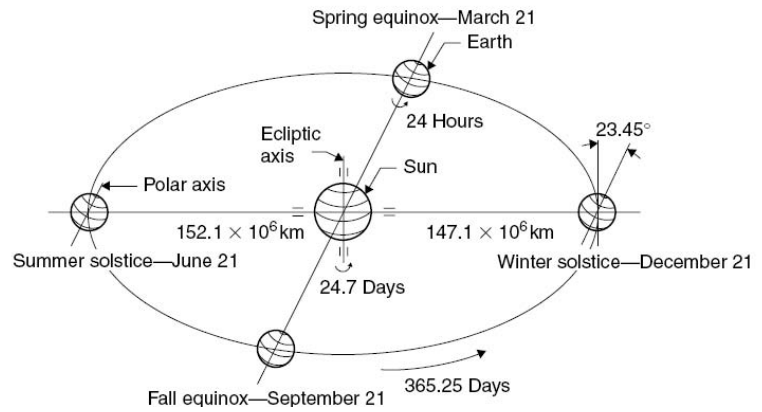 Spring equinox—March 21
Earth
24 Hours
23.45°
Ecliptic
axis
Sun
Polar axis
152.1 × 10⁶ km
147.1 × 10⁶ km
Summer solstice—June 21
Winter solstice—December 21
24.7 Days
365.25 Days
Fall equinox—September 21